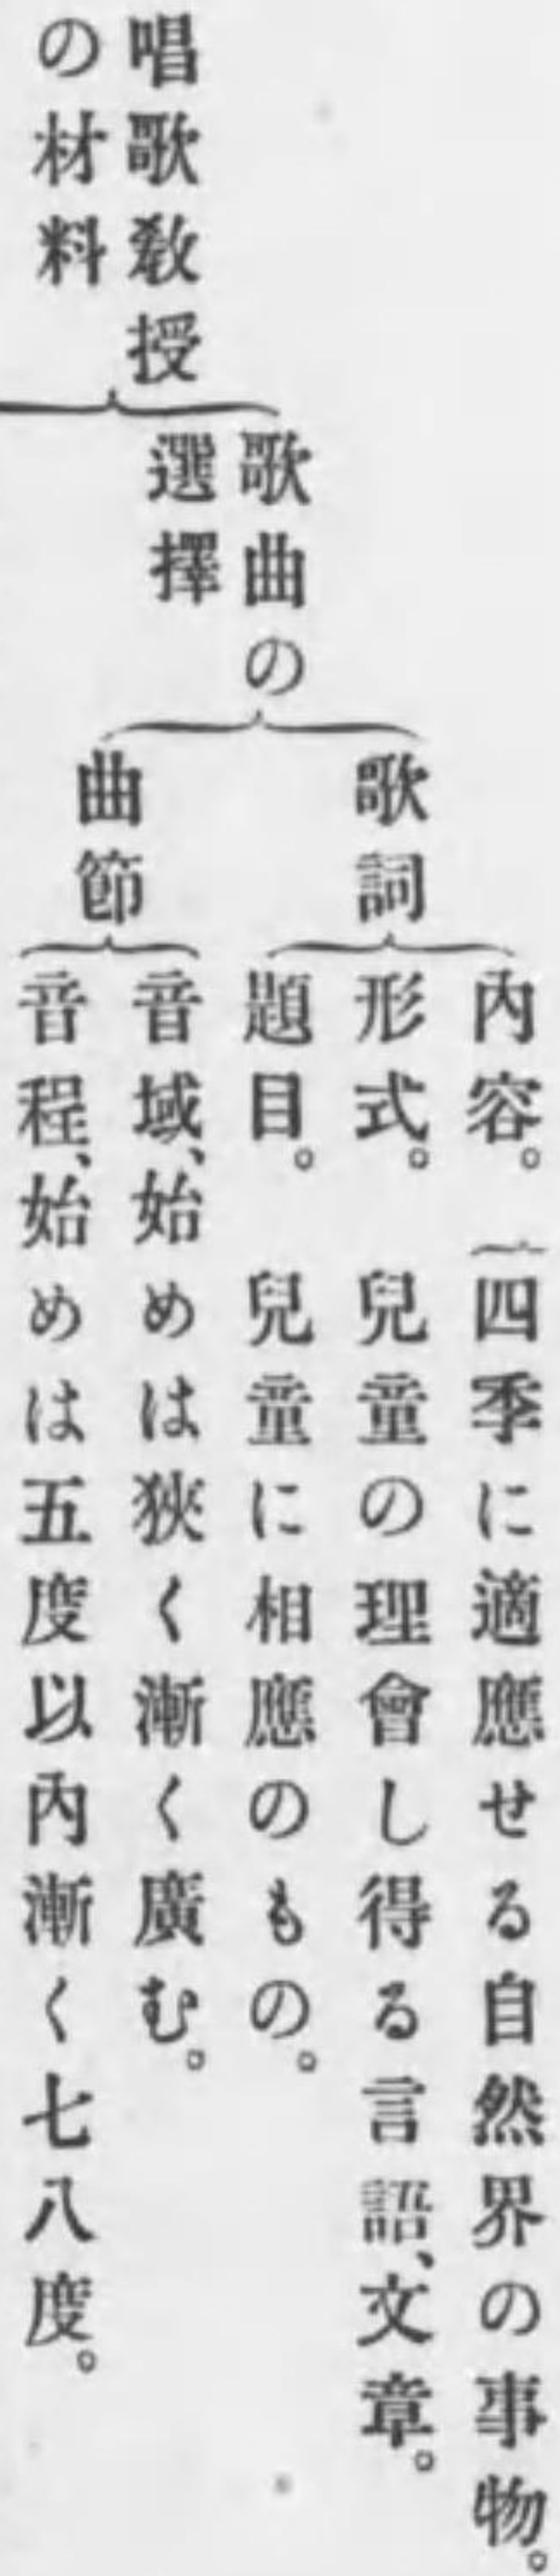 唱歌敎授
の材料
歌曲の
選擇
歌詞
內容。
四季に適應せる自然界の事物。
形式。 兒童の理會し得る言語、文章。
題目。 兒童に相應のもの。
曲節
音域、始めは狹く漸く廣む。
音程、始めは五度以內漸く七八度。